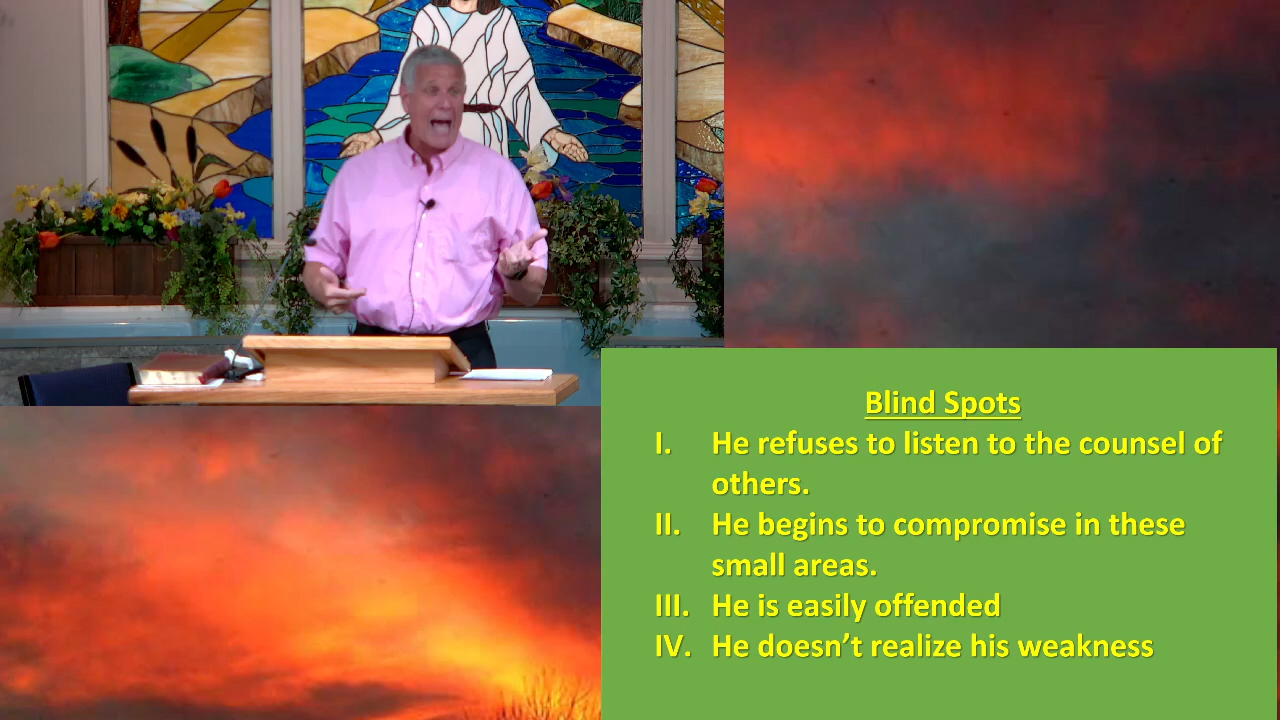 Blind Spots
I. He refuses to listen to the counsel of
others.
II. He begins to compromise in these
small areas.
III. He is easily offended
IV. He doesn’t realize his weakness